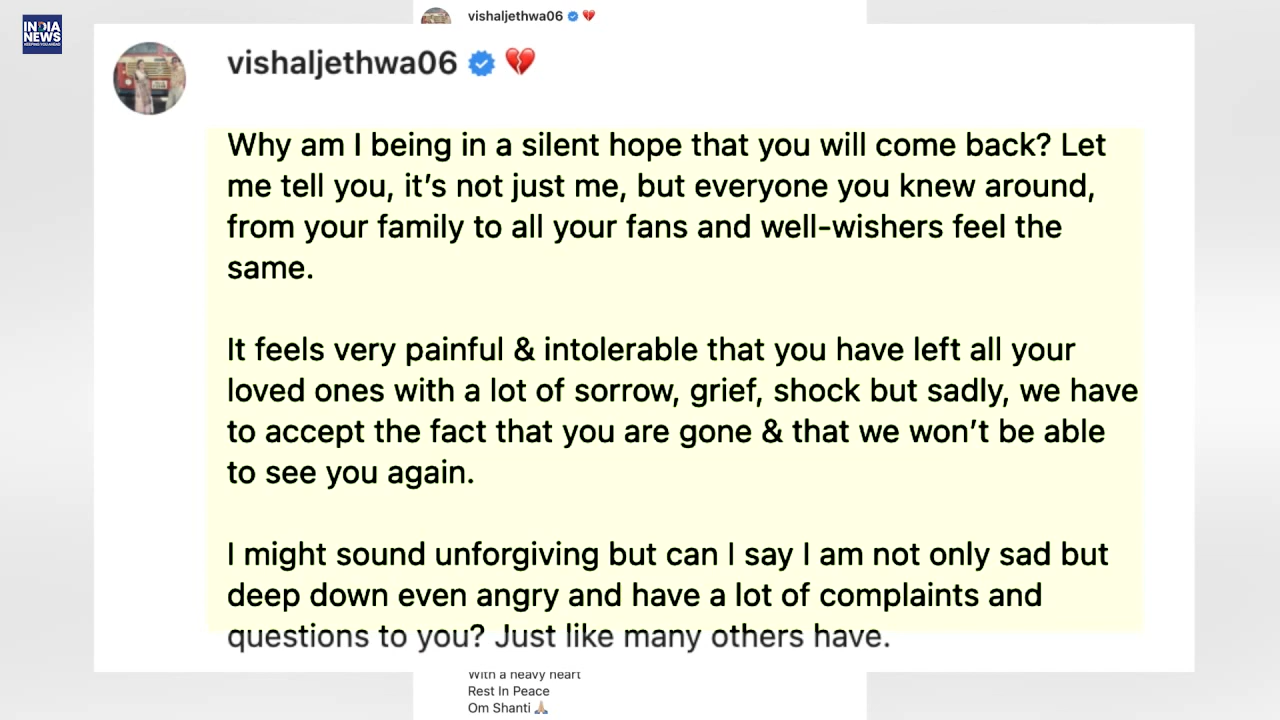 INDIA
NEWS
KEEPING YOU AHEAD
vishaljethwa06 💔
vishaljethwa06 💔
Why am I being in a silent hope that you will come back? Let
me tell you, it’s not just me, but everyone you knew around,
from your family to all your fans and well-wishers feel the
same.
It feels very painful & intolerable that you have left all your
loved ones with a lot of sorrow, grief, shock but sadly, we have
to accept the fact that you are gone & that we won’t be able
to see you again.
I might sound unforgiving but can I say I am not only sad but
deep down even angry and have a lot of complaints and
questions to you? Just like many others have.
With a heavy heart
Rest In Peace
Om Shanti 🙏🏼